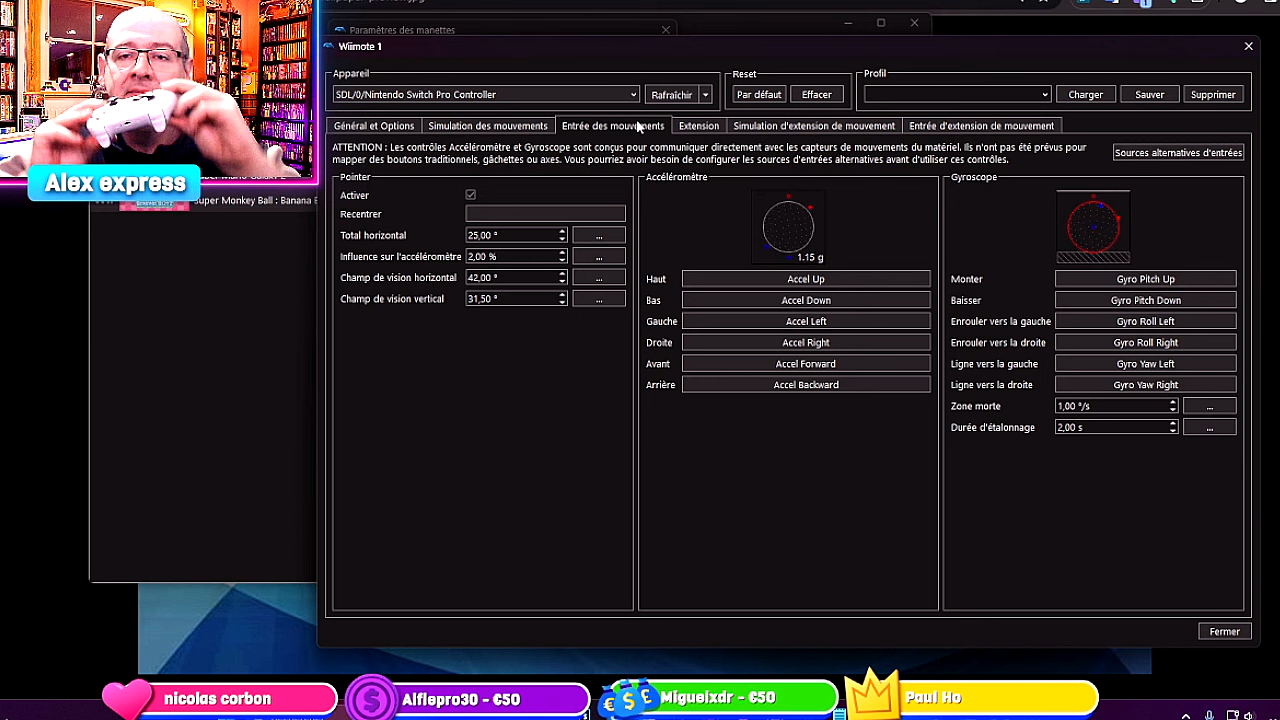 Paramètres des manettes
Wiimote 1
Appareil
Reset
Profil
SDL/0/Nintendo Switch Pro Controller
Rafraîchir
Par défaut
Effacer
Charger
Sauver
Supprimer
Général et Options
Simulation des mouvements
Entrée des mouvements
Extension
Simulation d'extension de mouvement
Entrée d'extension de mouvement
ATTENTION : Les contrôles Accéléromètre et Gyroscope sont conçus pour communiquer directement avec les capteurs de mouvements du matériel. Ils n'ont pas été prévus pour
mapper des boutons traditionnels, gâchettes ou axes. Vous pourriez avoir besoin de configurer les sources d'entrées alternatives avant d'utiliser ces contrôles.
Sources alternatives d'entrées
Pointer
Activer
Recentrer
Total horizontal
25,00 °
...
Influence sur l'accéléromètre
2,00 %
...
Champ de vision horizontal
42,00 °
...
Champ de vision vertical
31,50 °
...
Accéléromètre
1.15 g
Haut
Accel Up
Bas
Accel Down
Gauche
Accel Left
Droite
Accel Right
Avant
Accel Forward
Arrière
Accel Backward
Gyroscope
Monter
Gyro Pitch Up
Baisser
Gyro Pitch Down
Enrouler vers la gauche
Gyro Roll Left
Enrouler vers la droite
Gyro Roll Right
Ligne vers la gauche
Gyro Yaw Left
Ligne vers la droite
Gyro Yaw Right
Zone morte
1,00 °/s
...
Durée d'étalonnage
2,00 s
...
Fermer
Alex express
Super Monkey Ball : Banana
nicolas corbon
Aiflepro30 - €50
Miguelxdr - €50
Paul Ho